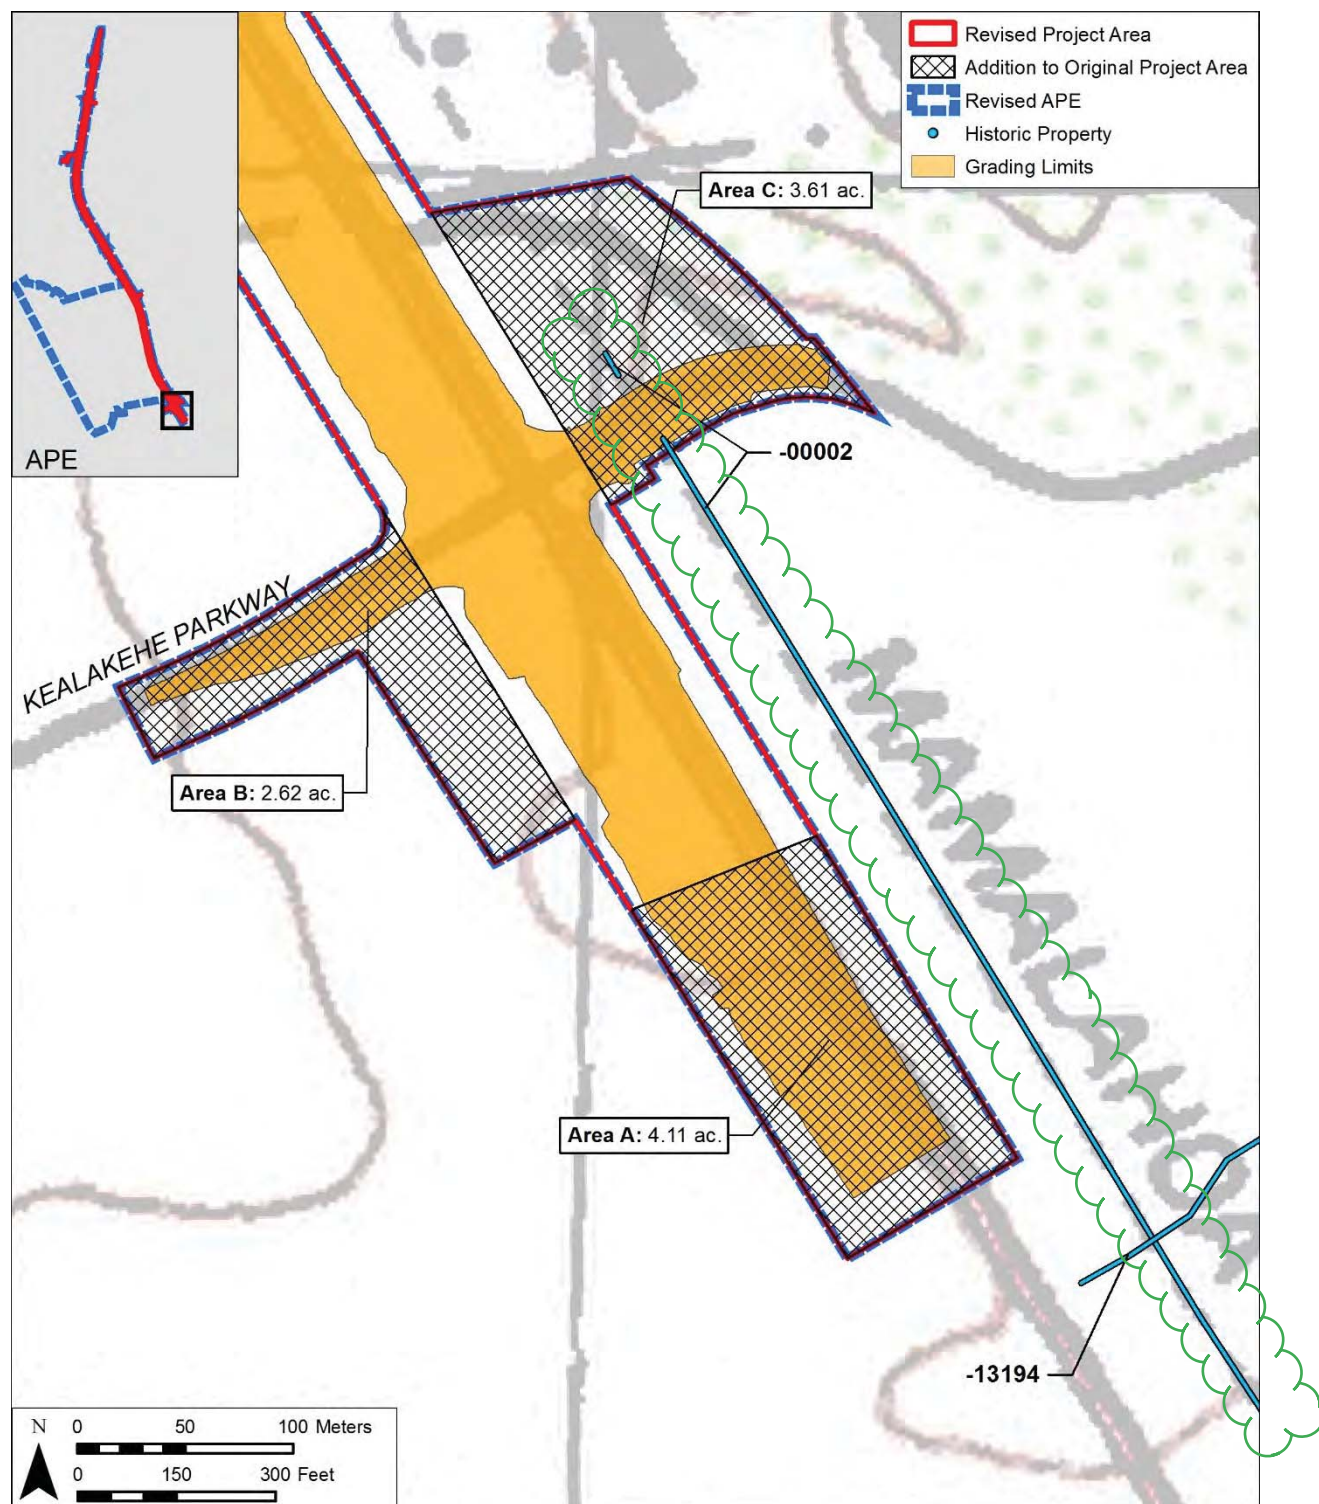 Revised Project Area
Addition to Original Project Area
Revised APE
Historic Property
Grading Limits
APE
Area C: 3.61 ac.
-00002
KEALAKEHE PARKWAY
MAMALAHOA
Area B: 2.62 ac.
Area A: 4.11 ac.
-13194
N
0 50 100 Meters
0 150 300 Feet